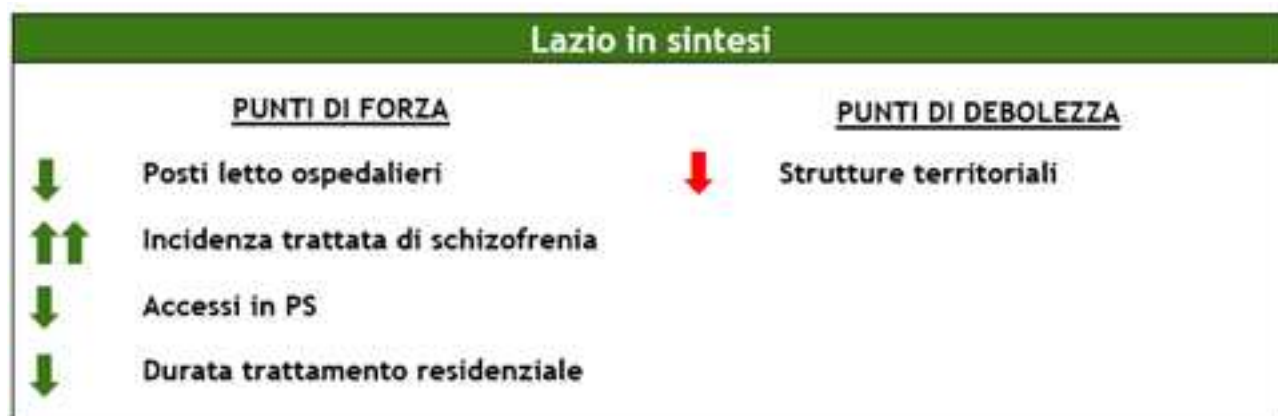 Lazio in sintesi
PUNTI DI FORZA
Posti letto ospedalieri
Incidenza trattata di schizofrenia
Accessi in PS
Durata trattamento residenziale
PUNTI DI DEBOLEZZA
Strutture territoriali